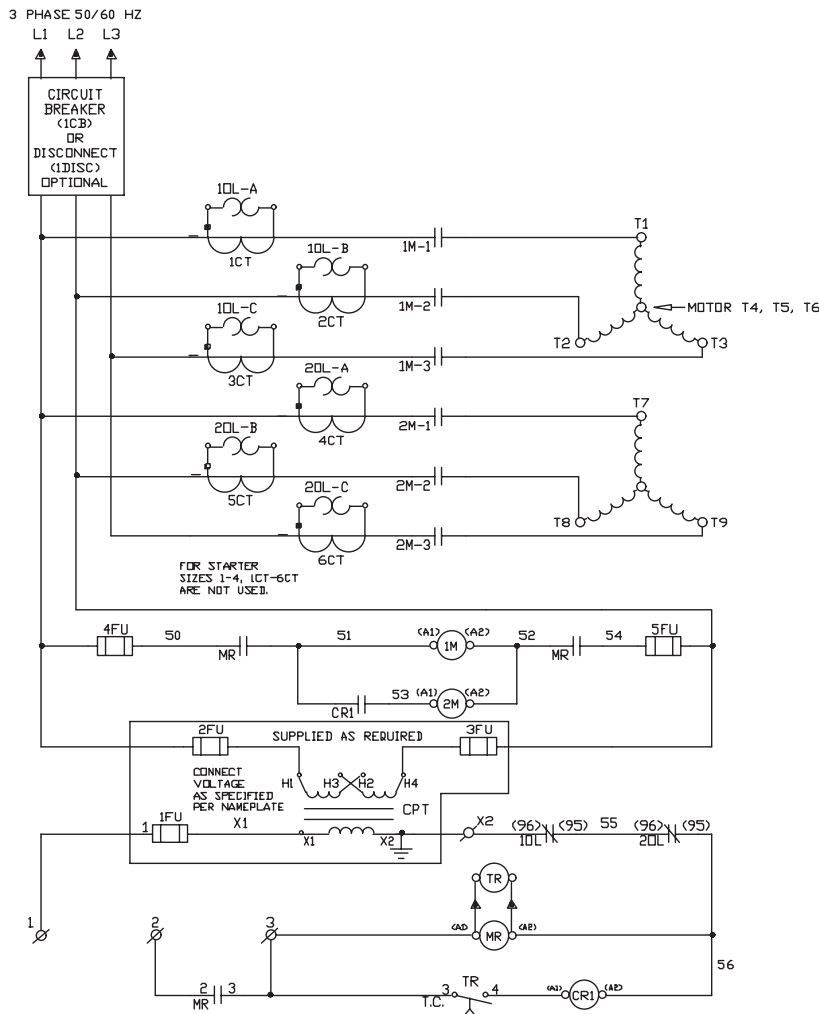 3 PHASE 50/60 HZ
L1 L2 L3
CIRCUIT
BREAKER
(1CB)
OR
DISCONNECT
(1DISC)
OPTIONAL
1OL-A
1CT
1M-1
T1
1OL-B
2CT
1M-2
MOTOR T4, T5, T6
1OL-C
T2 T3
3CT
1M-3
2OL-A
4CT
2M-1
T7
2OL-B
5CT
2M-2
2OL-C
T8 T9
6CT
2M-3
FOR STARTER
SIZES 1-4, 1CT-6CT
ARE NOT USED.
4FU 50 MR 51 (A1) 1M (A2) 52 MR 54 5FU
CR1 53 (A1) 2M (A2)
2FU SUPPLIED AS REQUIRED 3FU
CONNECT
VOLTAGE
AS SPECIFIED
PER NAMEPLATE
H1 H3 H2 H4
CPT
1 1FU X1 X1 X2 X2 (96) 1OL (95) 55 (96) 2OL (95)
TR
1 2 3 (A1) MR (A2)
56
2 MR 3 T.C. 3 TR 4 (A1) CR1 (A2)